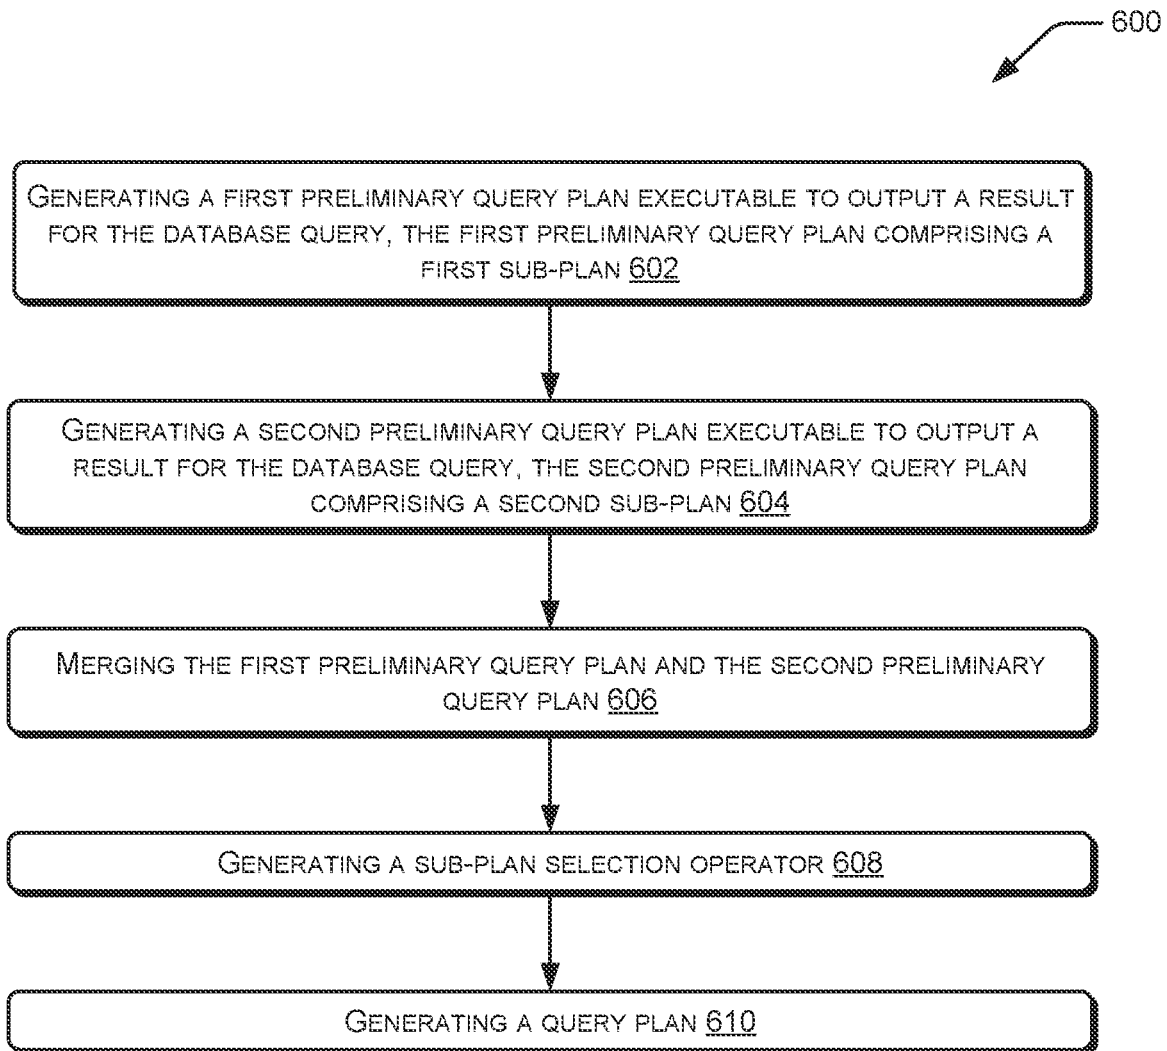 600
GENERATING A FIRST PRELIMINARY QUERY PLAN EXECUTABLE TO OUTPUT A RESULT
FOR THE DATABASE QUERY, THE FIRST PRELIMINARY QUERY PLAN COMPRISING A
FIRST SUB-PLAN 602
GENERATING A SECOND PRELIMINARY QUERY PLAN EXECUTABLE TO OUTPUT A
RESULT FOR THE DATABASE QUERY, THE SECOND PRELIMINARY QUERY PLAN
COMPRISING A SECOND SUB-PLAN 604
MERGING THE FIRST PRELIMINARY QUERY PLAN AND THE SECOND PRELIMINARY
QUERY PLAN 606
GENERATING A SUB-PLAN SELECTION OPERATOR 608
GENERATING A QUERY PLAN 610